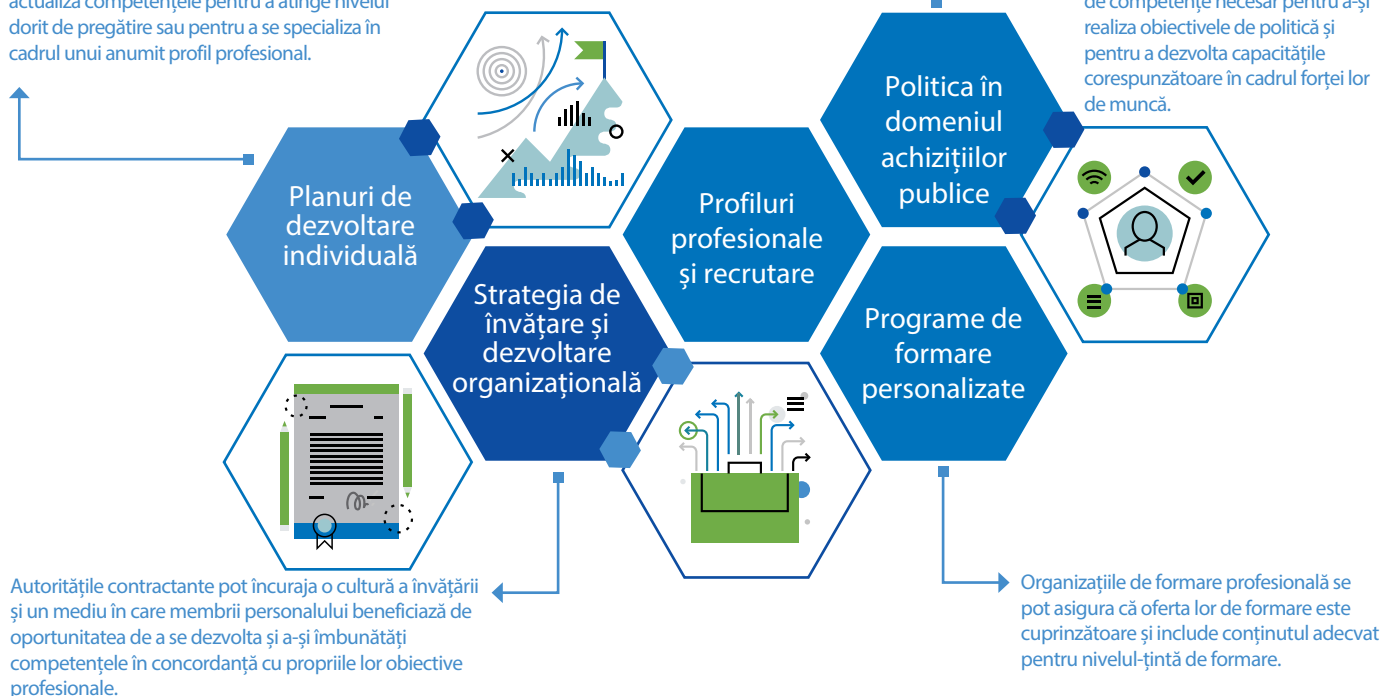 actualiza competențele pentru a atinge nivelul
dorit de pregătire sau pentru a se specializa în
cadrul unui anumit profil profesional.
de competențe necesar pentru a-și
realiza obiectivele de politică și
pentru a dezvolta capacitățile
corespunzătoare în cadrul forței lor
de muncă.
Planuri de
dezvoltare
individuală
Strategia de
învățare și
dezvoltare
organizațională
Profiluri
profesionale
și recrutare
Politica în
domeniul
achizițiilor
publice
Programe de
formare
personalizate
Autoritățile contractante pot încuraja o cultură a învățării
și un mediu în care membrii personalului beneficiază de
oportunitatea de a se dezvolta și a-și îmbunătăți
competențele în concordanță cu propriile lor obiective
profesionale.
Organizațiile de formare profesională se
pot asigura că oferta lor de formare este
cuprinzătoare și include conținutul adecvat
pentru nivelul-țintă de formare.